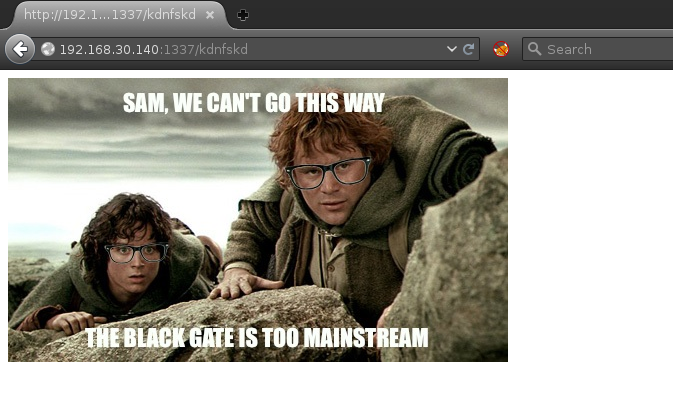 http://192.1...1337/kdnfskd
192.168.30.140:1337/kdnfskd
Search
SAM, WE CAN'T GO THIS WAY
THE BLACK GATE IS TOO MAINSTREAM